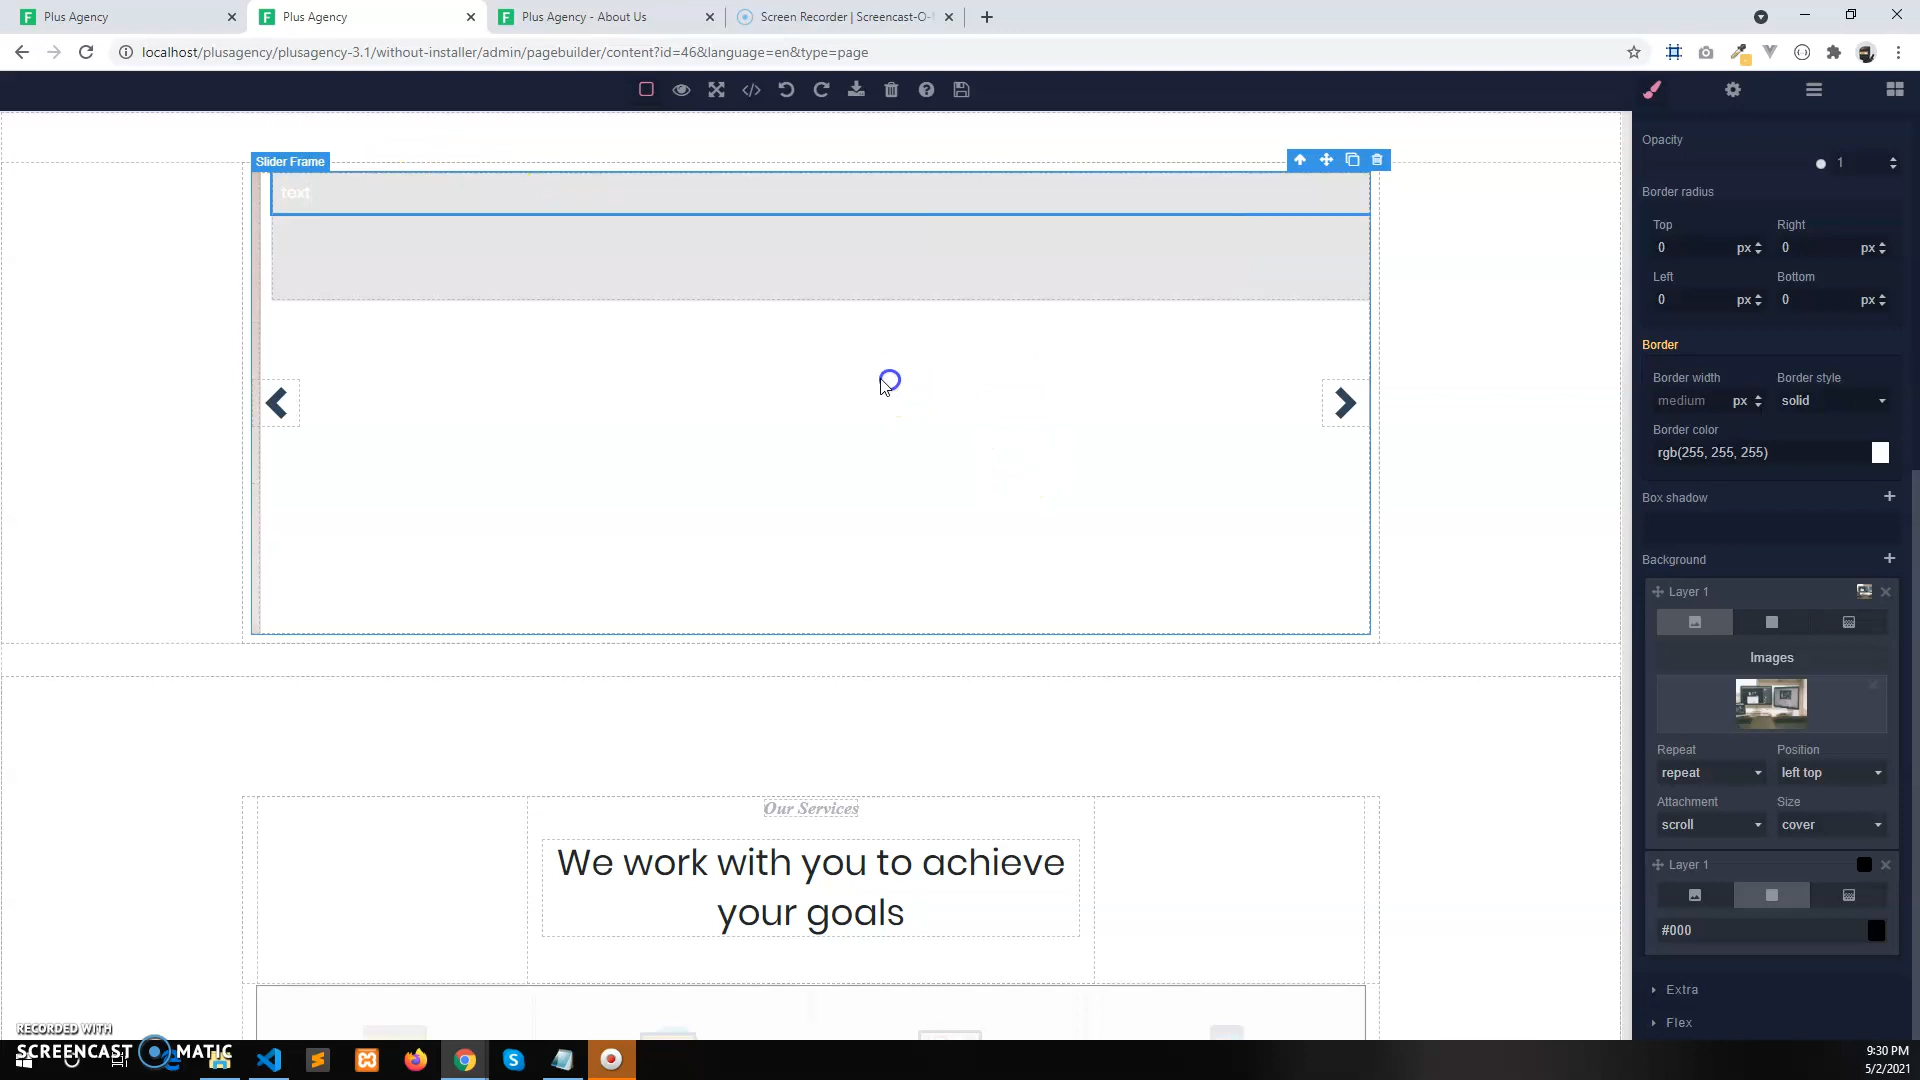 Plus Agency
Plus Agency
Plus Agency - About Us
Screen Recorder | Screencast-O-
localhost/plusagency/plusagency-3.1/without-installer/admin/pagebuilder/content?id=46&language=en&type=page
Slider Frame
text
Our Services
We work with you to achieve
your goals
Opacity
1
Border radius
Top
Right
0 px
0 px
Left
Bottom
0 px
0 px
Border
Border width
Border style
medium px
solid
Border color
rgb(255, 255, 255)
Box shadow
Background
Layer 1
Images
Repeat
Position
repeat
left top
Attachment
Size
scroll
cover
Layer 1
#000
Extra
Flex
RECORDED WITH
SCREENCAST MATIC
9:30 PM
5/2/2021